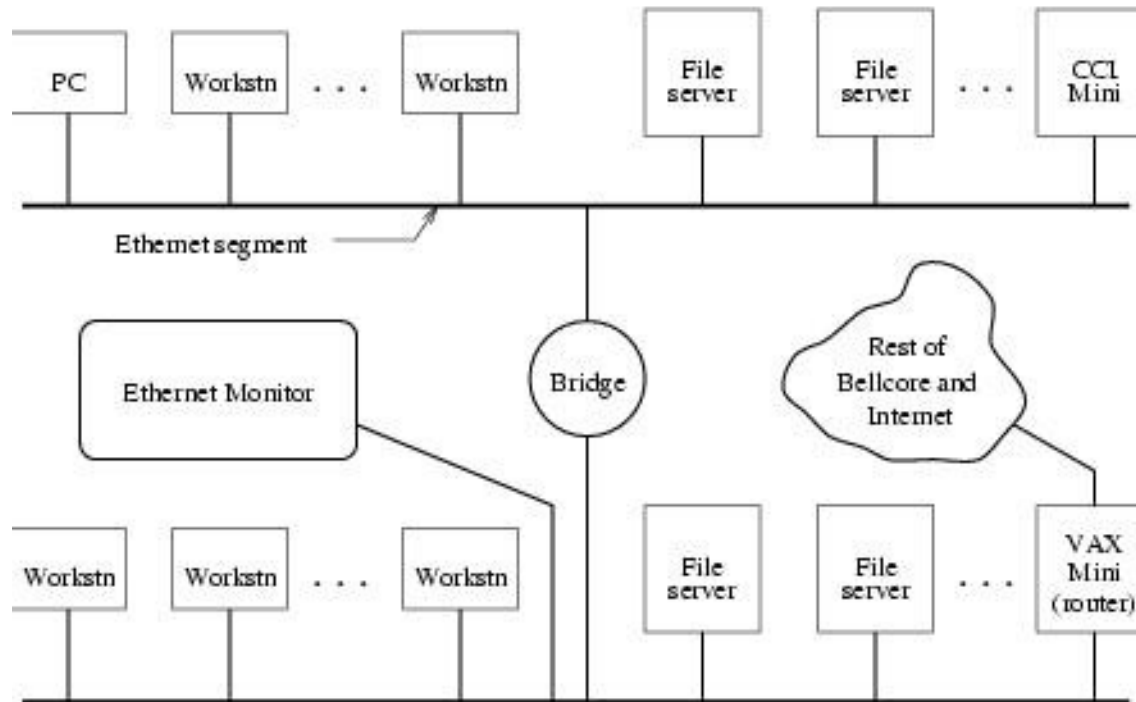 PC
Workstn
. . .
Workstn
File
server
File
server
. . .
CCI
Mini
Ethernet segment
Ethernet Monitor
Bridge
Rest of
Bellcore and
Internet
Workstn
Workstn
. . .
Workstn
File
server
File
server
. . .
VAX
Mini
(router)